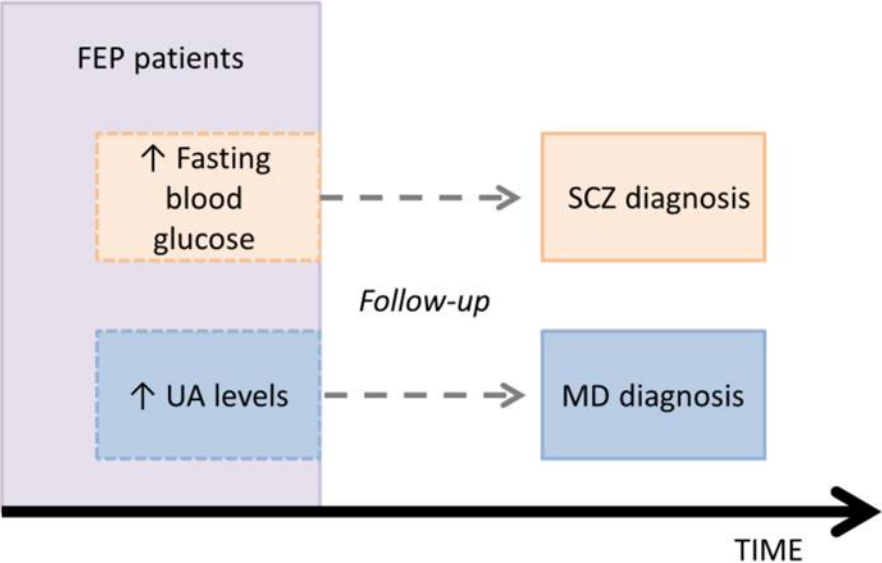 FEP patients
↑ Fasting
blood
glucose
SCZ diagnosis
Follow-up
↑ UA levels
MD diagnosis
TIME